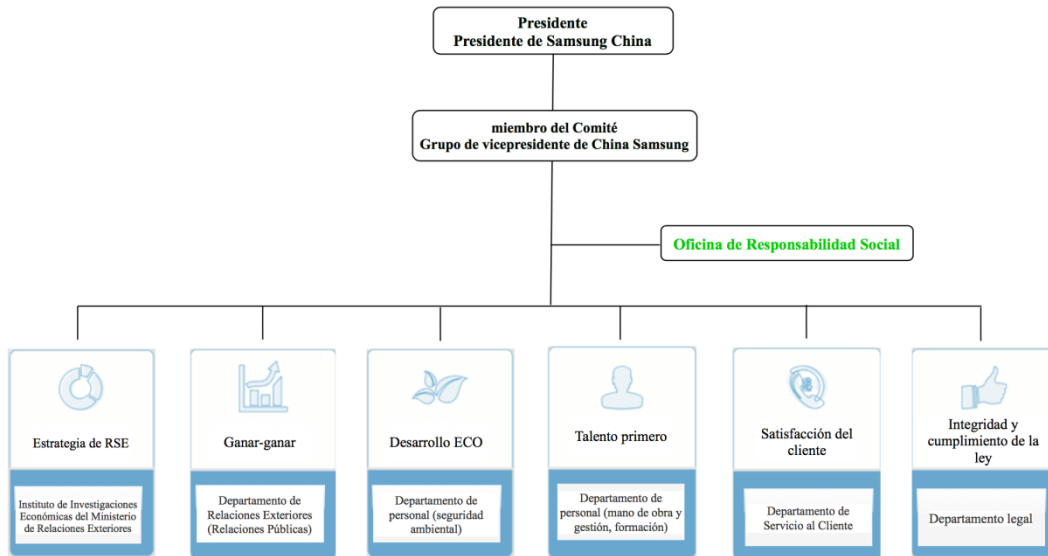 Presidente
Presidente de Samsung China
miembro del Comité
Grupo de vicepresidente de China Samsung
Oficina de Responsabilidad Social
Estrategia de RSE
Ganar-ganar
Desarrollo ECO
Talento primero
Satisfacción del
cliente
Integridad y
cumplimiento de la
ley
Instituto de Investigaciones
Económicas del Ministerio
de Relaciones Exteriores
Departamento de
Relaciones Exteriores
(Relaciones Públicas)
Departamento de
personal (seguridad
ambiental)
Departamento de
personal (mano de obra y
gestión, formación)
Departamento de
Servicio al Cliente
Departamento legal